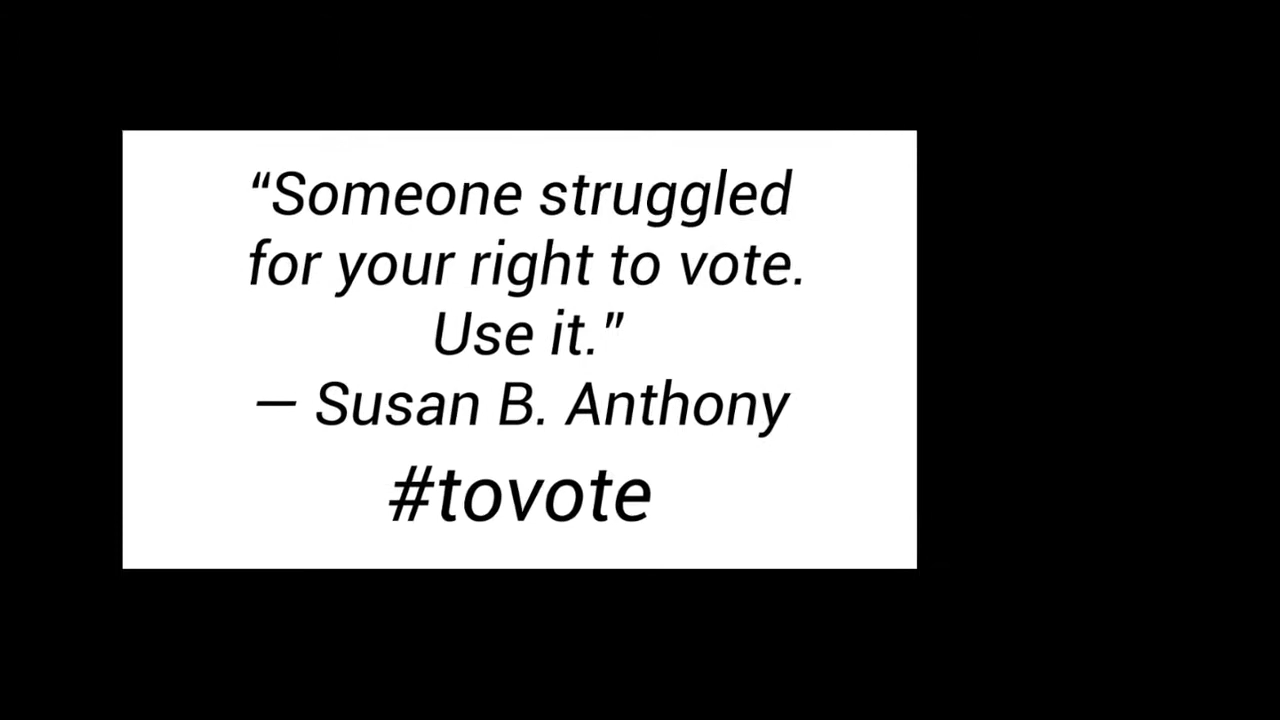 “Someone struggled
for your right to vote.
Use it.”
— Susan B. Anthony
#tovote